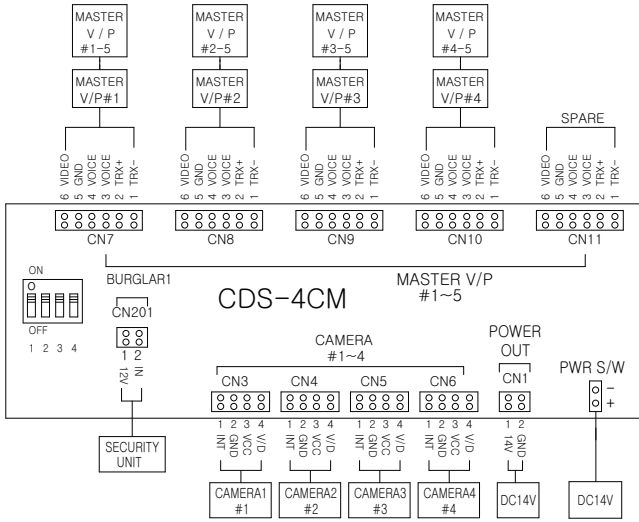 MASTER
V / P
#1-5
MASTER
V / P
#2-5
MASTER
V / P
#3-5
MASTER
V / P
#4-5
MASTER
V/P#1
MASTER
V/P#2
MASTER
V/P#3
MASTER
V/P#4
SPARE
6 VIDEO
5 GND
4 VOICE
3 VOICE
2 TRX+
1 TRX-
6 VIDEO
5 GND
4 VOICE
3 VOICE
2 TRX+
1 TRX-
6 VIDEO
5 GND
4 VOICE
3 VOICE
2 TRX+
1 TRX-
6 VIDEO
5 GND
4 VOICE
3 VOICE
2 TRX+
1 TRX-
6 VIDEO
5 GND
4 VOICE
3 VOICE
2 TRX+
1 TRX-
CN7
CN8
CN9
CN10
CN11
ON
OFF
1 2 3 4
BURGLAR1
CN201
1 2
12V
IN
SECURITY
UNIT
CDS-4CM
MASTER V/P
#1~5
CAMERA
#1~4
POWER
OUT
PWR S/W
CN3
CN4
CN5
CN6
CN1
-
+
1 INT
2 GND
3 VCC
4 V/D
1 INT
2 GND
3 VCC
4 V/D
1 INT
2 GND
3 VCC
4 V/D
1 INT
2 GND
3 VCC
4 V/D
1 14V
2 GND
CAMERA1
#1
CAMERA2
#2
CAMERA3
#3
CAMERA4
#4
DC14V
DC14V